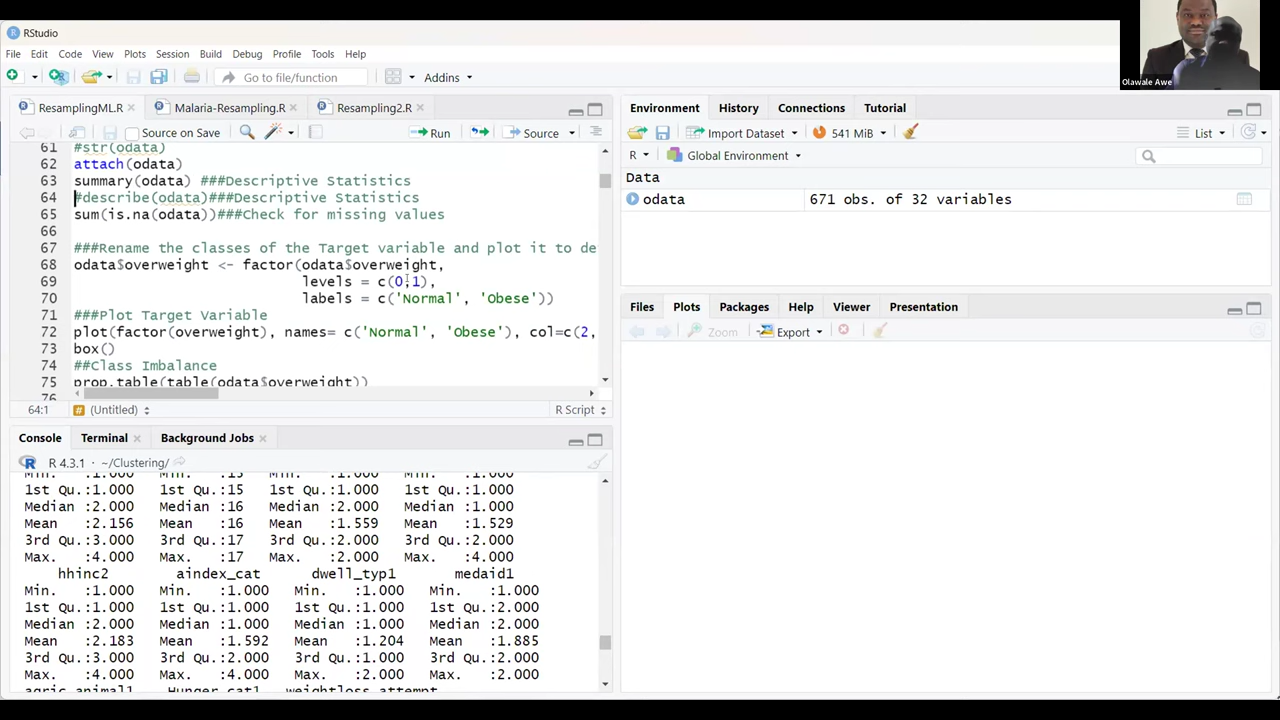 RStudio
File Edit Code View Plots Session Build Debug Profile Tools Help
Go to file/function Addins
Olawale Awe
ResamplingML.R Malaria-Resampling.R Resampling2.R
Source on Save Run Source
61 #str(odata)
62 attach(odata)
63 summary(odata) ###Descriptive Statistics
64 #describe(odata)###Descriptive Statistics
65 sum(is.na(odata))###Check for missing values
66
67 ###Rename the classes of the Target variable and plot it to de
68 odata$overweight <- factor(odata$overweight,
69 levels = c(0,1),
70 labels = c('Normal', 'Obese'))
71 ###Plot Target Variable
72 plot(factor(overweight), names= c('Normal', 'Obese'), col=c(2,
73 box()
74 ##Class Imbalance
75 prop.table(table(odata$overweight))
76
64:1 (Untitled) R Script
Console Terminal Background Jobs
R 4.3.1 · ~/Clustering/
Min. :1.000 Min. :15 Min. :1.000 Min. :1.000
1st Qu.:1.000 1st Qu.:15 1st Qu.:1.000 1st Qu.:1.000
Median :2.000 Median :16 Median :2.000 Median :1.000
Mean :2.156 Mean :16 Mean :1.559 Mean :1.529
3rd Qu.:3.000 3rd Qu.:17 3rd Qu.:2.000 3rd Qu.:2.000
Max. :4.000 Max. :17 Max. :2.000 Max. :4.000
hhinc2 aindex_cat dwell_typ1 medaid1
Min. :1.000 Min. :1.000 Min. :1.000 Min. :1.000
1st Qu.:1.000 1st Qu.:1.000 1st Qu.:1.000 1st Qu.:2.000
Median :2.000 Median :1.000 Median :1.000 Median :2.000
Mean :2.183 Mean :1.592 Mean :1.204 Mean :1.885
3rd Qu.:3.000 3rd Qu.:2.000 3rd Qu.:1.000 3rd Qu.:2.000
Max. :4.000 Max. :4.000 Max. :2.000 Max. :2.000
agric_animal1 Hunger_cat1 weightloss_attempt
Environment History Connections Tutorial
Import Dataset 541 MiB List
R Global Environment
Data
odata 671 obs. of 32 variables
Files Plots Packages Help Viewer Presentation
Zoom Export